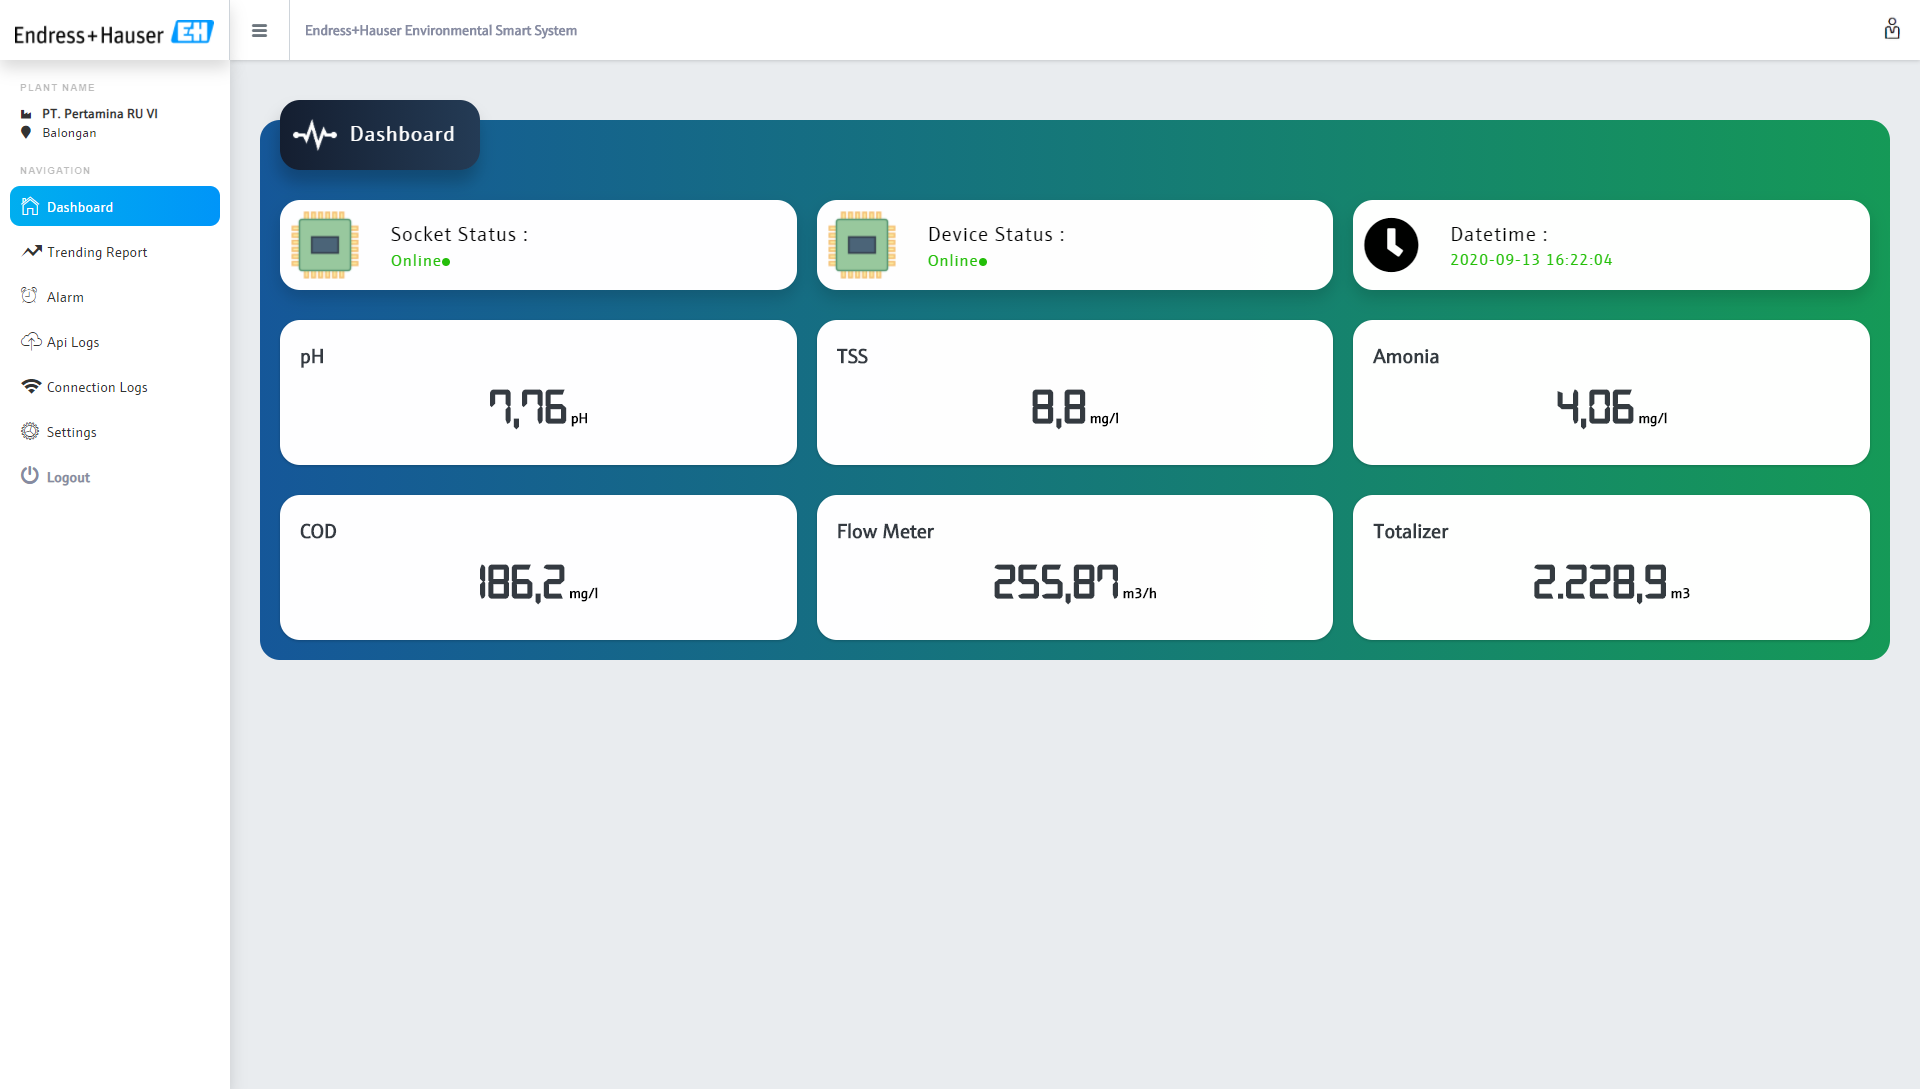 Endress+Hauser EH
Endress+Hauser Environmental Smart System
PLANT NAME
PT. Pertamina RU VI
Balongan
NAVIGATION
Dashboard
Trending Report
Alarm
Api Logs
Connection Logs
Settings
Logout
Dashboard
Socket Status :
Online
Device Status :
Online
Datetime :
2020-09-13 16:22:04
pH
7,76 pH
TSS
8,8 mg/l
Amonia
4,06 mg/l
COD
186,2 mg/l
Flow Meter
255,87 m3/h
Totalizer
2.228,9 m3